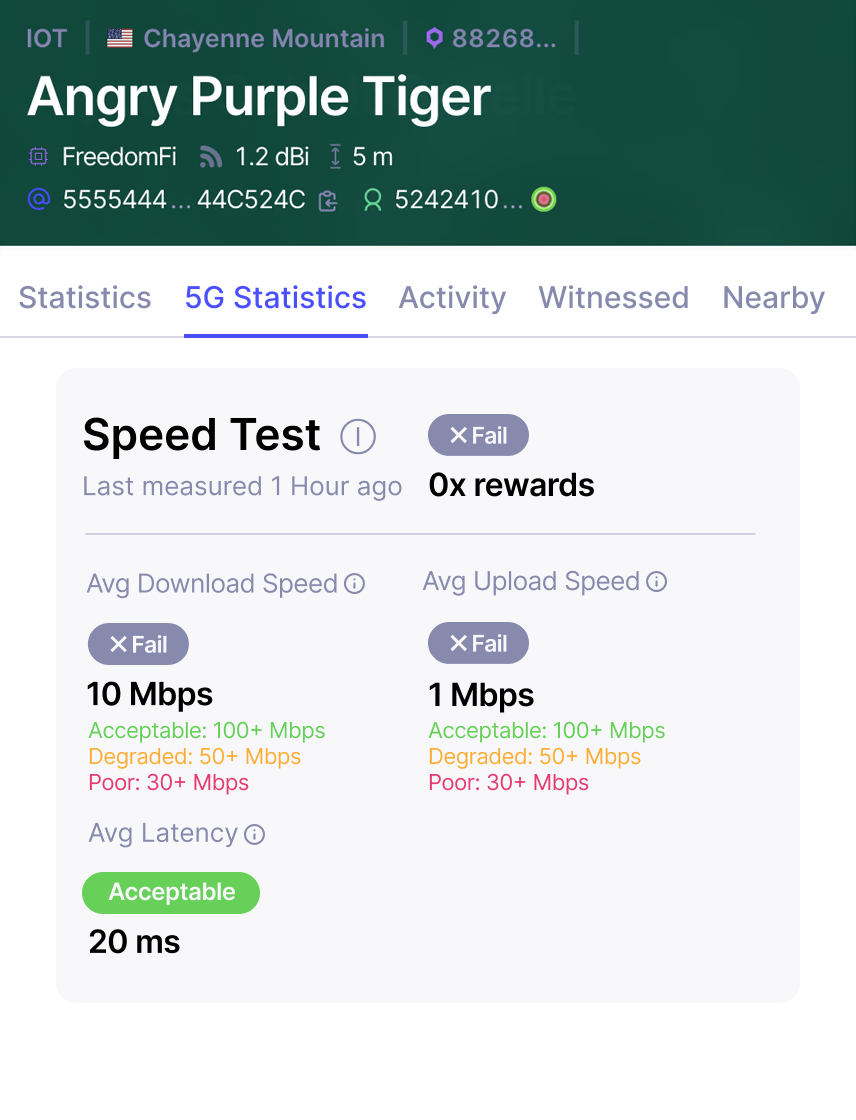 IOT | Chayenne Mountain | 88268... |
Angry Purple Tiger
FreedomFi 1.2 dBi 5 m
@ 5555444...44C524C 5242410...
Statistics 5G Statistics Activity Witnessed Nearby
Speed Test
✕ Fail
Last measured 1 Hour ago
0x rewards
Avg Download Speed
Avg Upload Speed
✕ Fail
✕ Fail
10 Mbps
1 Mbps
Acceptable: 100+ Mbps
Acceptable: 100+ Mbps
Degraded: 50+ Mbps
Degraded: 50+ Mbps
Poor: 30+ Mbps
Poor: 30+ Mbps
Avg Latency
Acceptable
20 ms